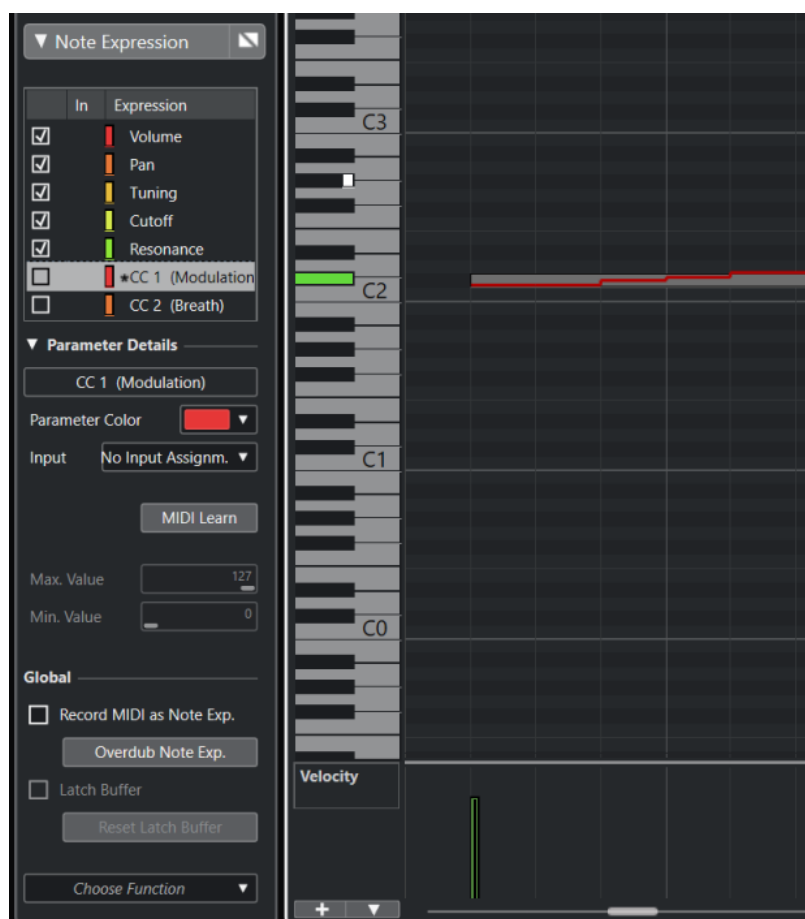 Note Expression
In Expression
Volume
Pan
Tuning
Cutoff
Resonance
*CC 1 (Modulation
CC 2 (Breath)
Parameter Details
CC 1 (Modulation)
Parameter Color
Input No Input Assignm.
MIDI Learn
Max. Value 127
Min. Value 0
Global
Record MIDI as Note Exp.
Overdub Note Exp.
Latch Buffer
Reset Latch Buffer
Choose Function
C3
C2
C1
C0
Velocity